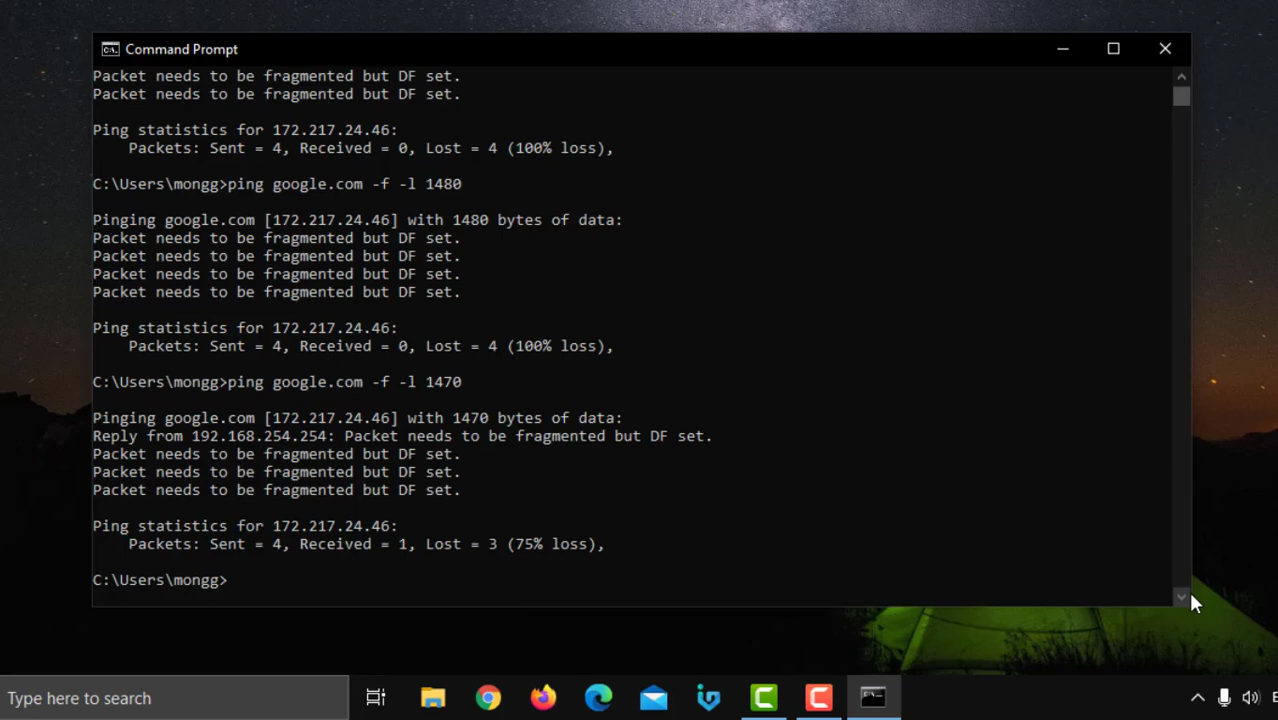 Command Prompt
Packet needs to be fragmented but DF set.
Packet needs to be fragmented but DF set.
Ping statistics for 172.217.24.46:
Packets: Sent = 4, Received = 0, Lost = 4 (100% loss),
C:\Users\mongg>ping google.com -f -l 1480
Pinging google.com [172.217.24.46] with 1480 bytes of data:
Packet needs to be fragmented but DF set.
Packet needs to be fragmented but DF set.
Packet needs to be fragmented but DF set.
Packet needs to be fragmented but DF set.
Ping statistics for 172.217.24.46:
Packets: Sent = 4, Received = 0, Lost = 4 (100% loss),
C:\Users\mongg>ping google.com -f -l 1470
Pinging google.com [172.217.24.46] with 1470 bytes of data:
Reply from 192.168.254.254: Packet needs to be fragmented but DF set.
Packet needs to be fragmented but DF set.
Packet needs to be fragmented but DF set.
Packet needs to be fragmented but DF set.
Ping statistics for 172.217.24.46:
Packets: Sent = 4, Received = 1, Lost = 3 (75% loss),
C:\Users\mongg>
Type here to search